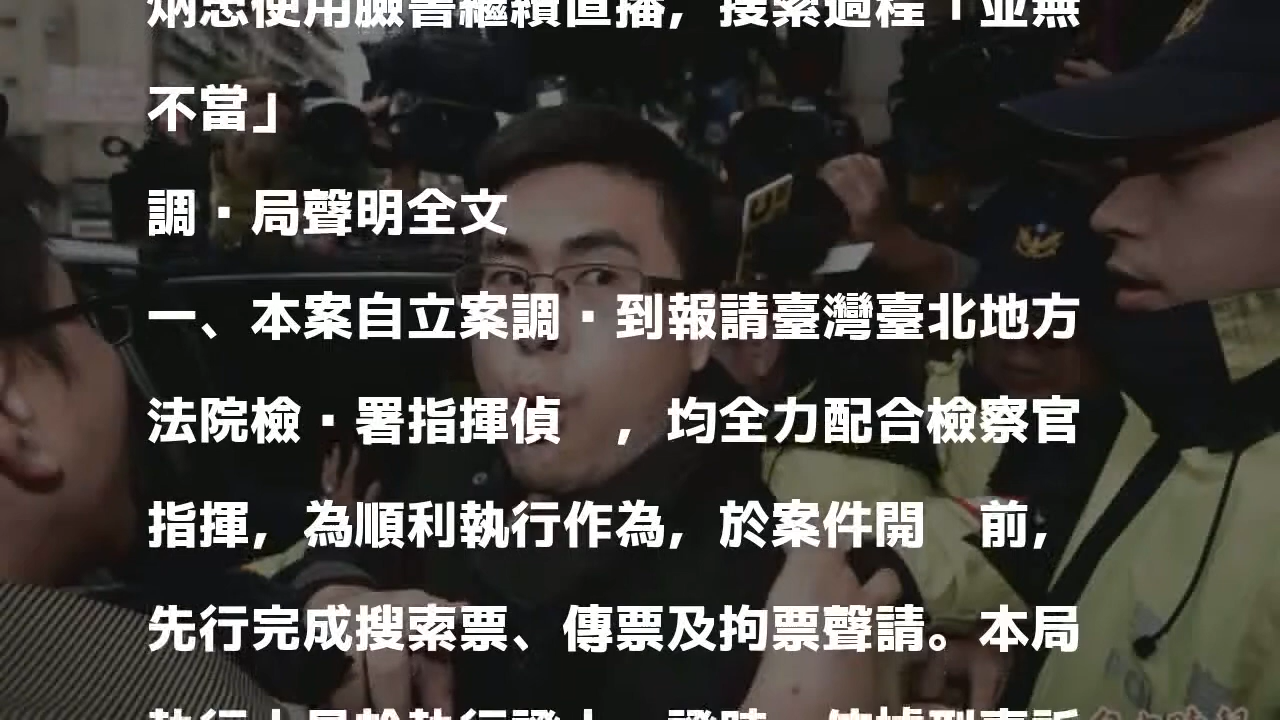 炳忠使用臉書繼續直播，搜索過程「並無
不當」
調▪局聲明全文
一、本案自立案調▪到報請臺灣臺北地方
法院檢▪署指揮偵　，均全力配合檢察官
指揮，為順利執行作為，於案件開　前，
先行完成搜索票、傳票及拘票聲請。本局